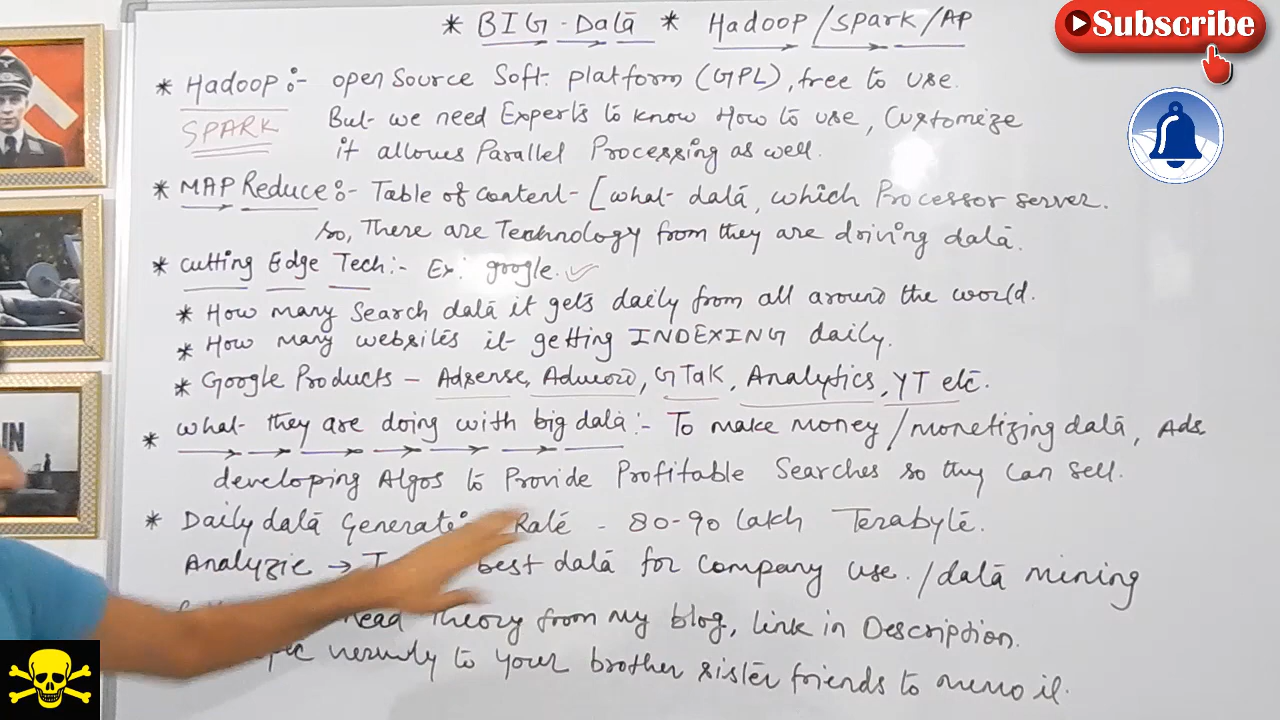 * BIG-Data * Hadoop/Spark/AP
Subscribe
* Hadoop :- open Source Soft. platform (GPL), free to use.
SPARK But we need Experts to know How to use, Customize
it allows Parallel Processing as well.
* MAP Reduce :- Table of content - [what data, which Processor server.
so, There are Technology from they are driving data.
* Cutting Edge Tech :- Ex: google.
* How many Search data it gets daily from all around the world.
* How many websites it getting INDEXING daily.
* Google Products - Adsense, Adword, GTak, Analytics, YT etc.
* what they are doing with big data :- To make money/monetizing data, Ads
developing Algos to Provide Profitable Searches so they can sell.
* Daily data Rate - 80-90 lakh Terabyte.
Analyzie → best data for company use./data mining
read theory from my blog, link in Description.
to your brother sister friends to it.
IN